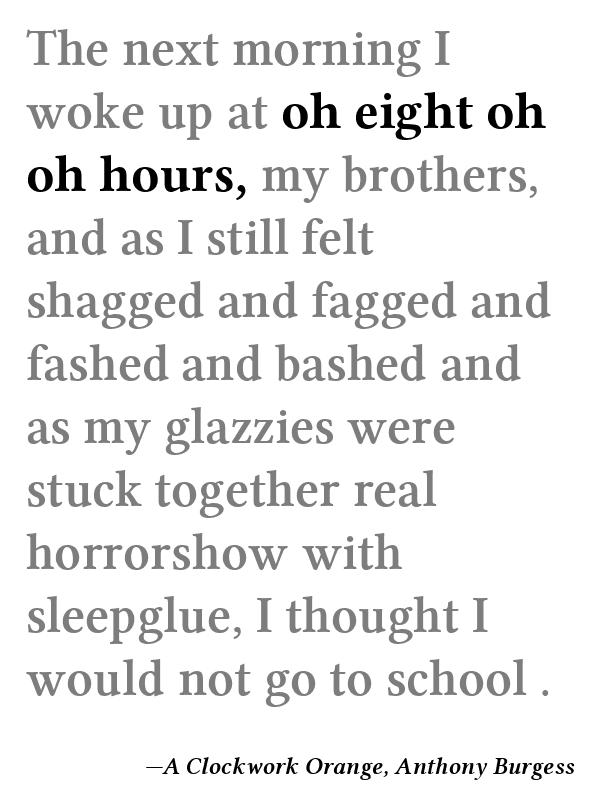 The next morning I
woke up at oh eight oh
oh hours, my brothers,
and as I still felt
shagged and fagged and
fashed and bashed and
as my glazzies were
stuck together real
horrorshow with
sleepglue, I thought I
would not go to school .
—A Clockwork Orange, Anthony Burgess